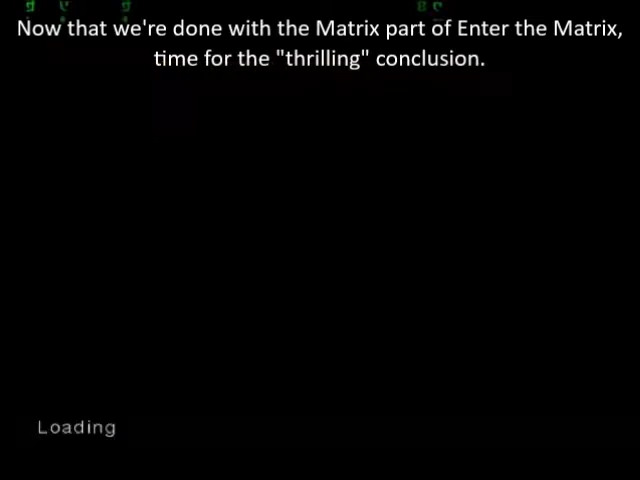 Now that we're done with the Matrix part of Enter the Matrix,
time for the "thrilling" conclusion.
Loading